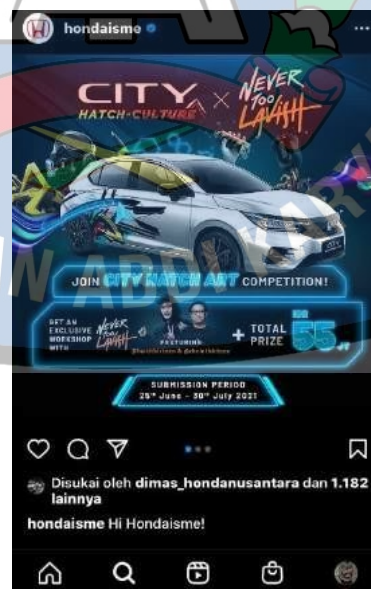 hondaisme
CITY × NEVER TOO LAVISH
HATCH-CULTURE
JOIN CITY HATCH ART COMPETITION!
GET AN
EXCLUSIVE
WORKSHOP
WITH
NEVER TOO LAVISH
FEATURING
+ TOTAL PRIZE IDR 55 JT
SUBMISSION PERIOD
25th June - 30th July 2021
Disukai oleh dimas_hondanusantara dan 1.182
lainnya
hondaisme Hi Hondaisme!